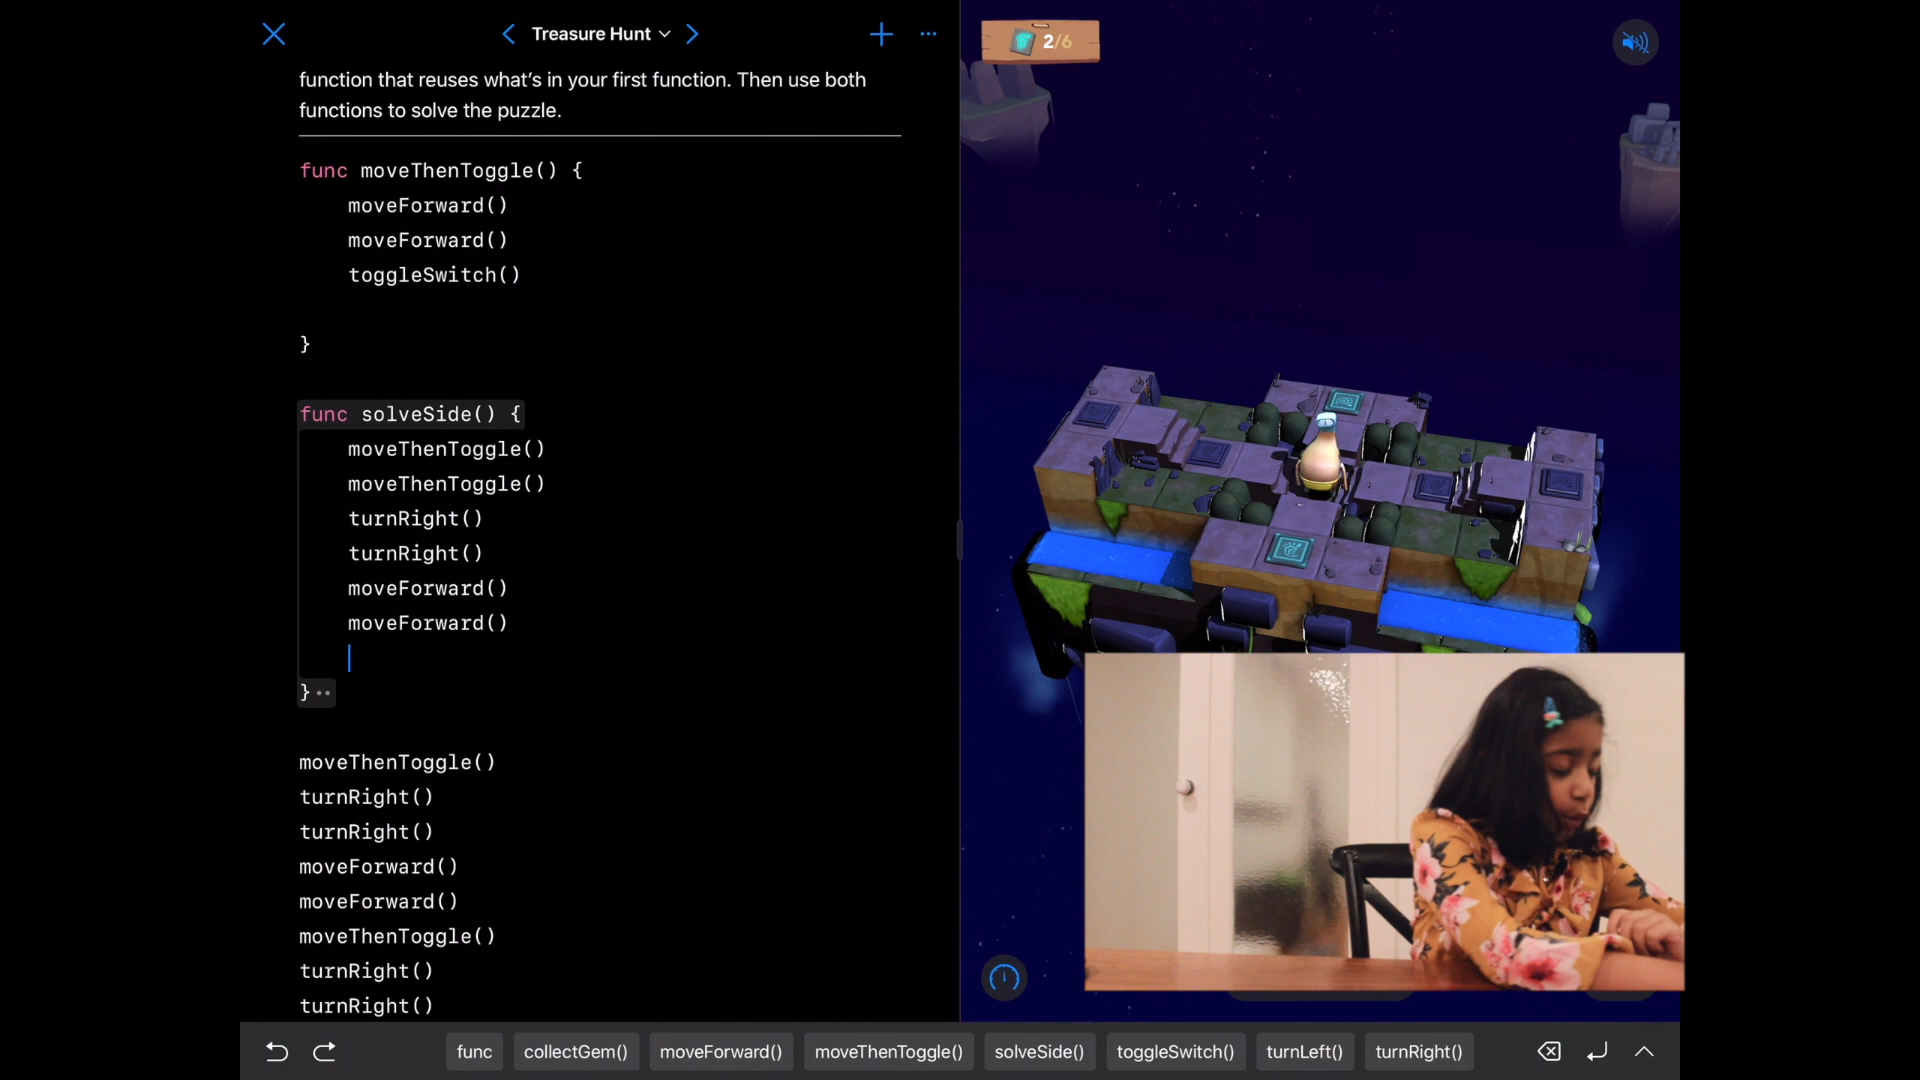 Treasure Hunt
function that reuses what’s in your first function. Then use both
functions to solve the puzzle.
func moveThenToggle() {
moveForward()
moveForward()
toggleSwitch()
}
func solveSide() {
moveThenToggle()
moveThenToggle()
turnRight()
turnRight()
moveForward()
moveForward()
}
moveThenToggle()
turnRight()
turnRight()
moveForward()
moveForward()
moveThenToggle()
turnRight()
turnRight()
func collectGem() moveForward() moveThenToggle() solveSide() toggleSwitch() turnLeft() turnRight()
2/6